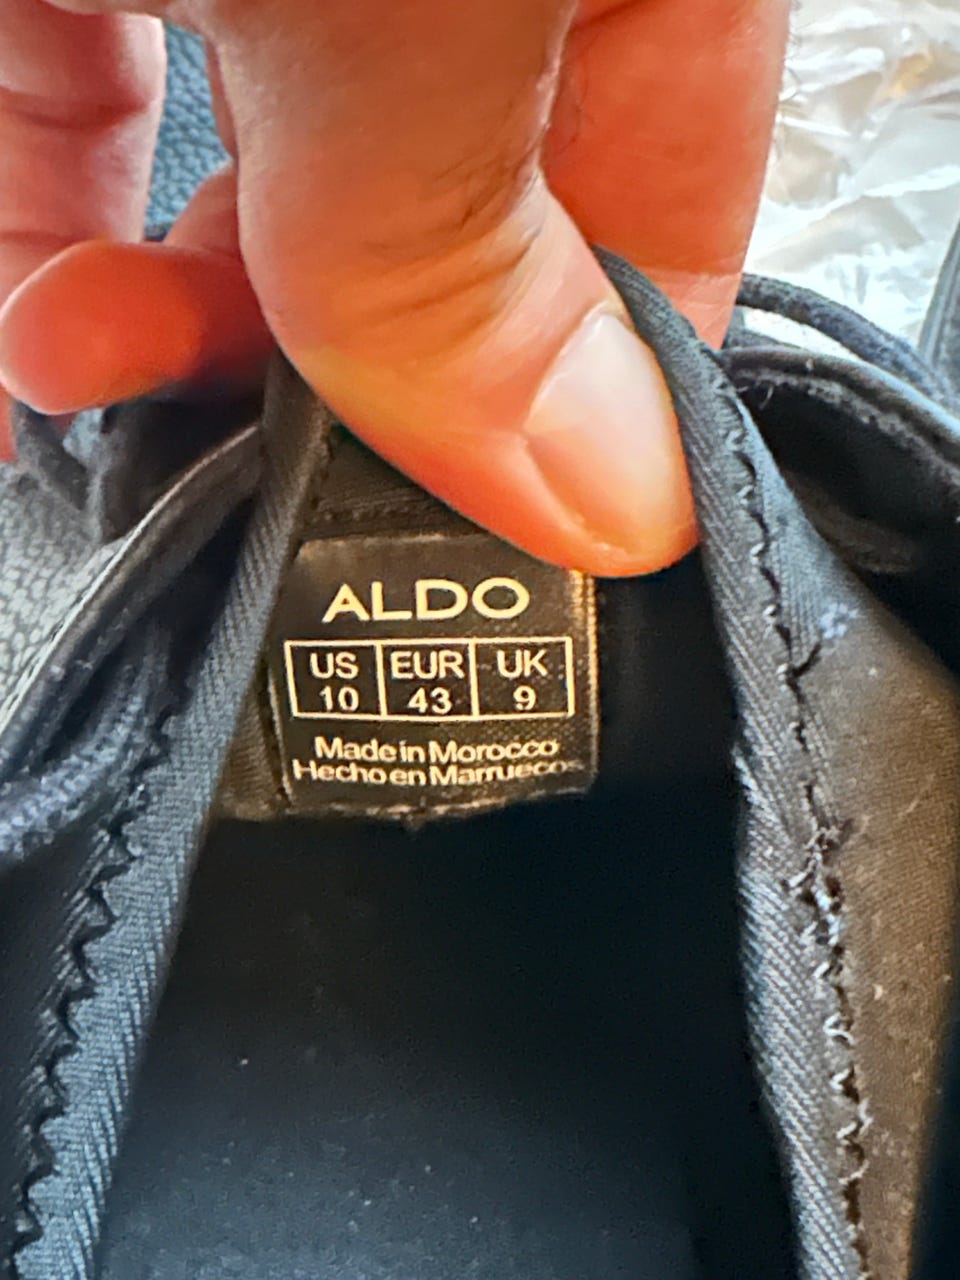 ALDO
US EUR UK
10 43 9
Made in Morocco
Hecho en Marruecos